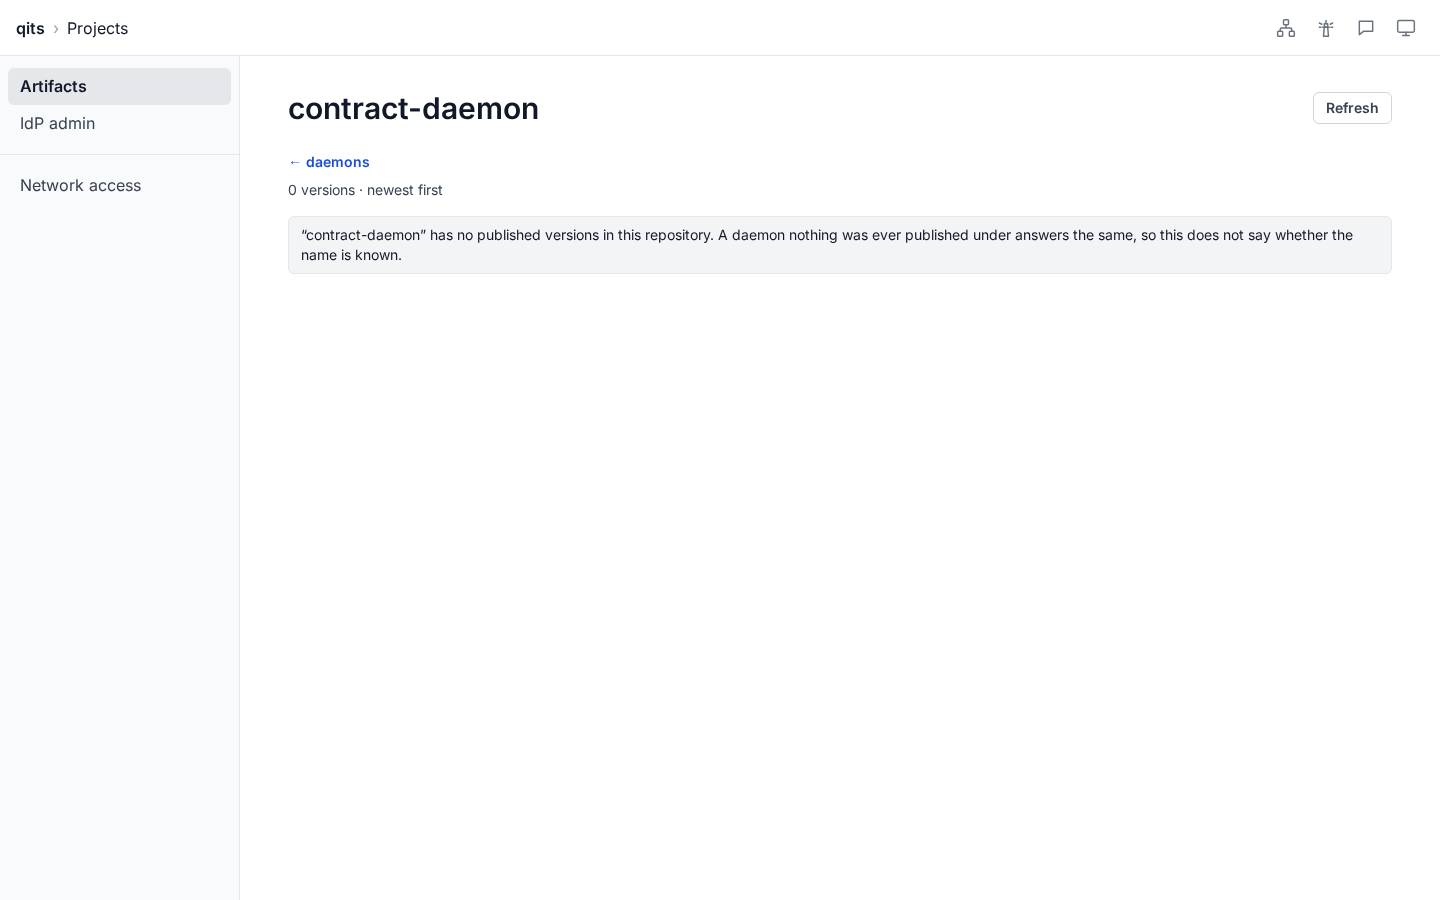 qits › Projects
Artifacts
IdP admin
Network access
contract-daemon
Refresh
← daemons
0 versions · newest first
“contract-daemon” has no published versions in this repository. A daemon nothing was ever published under answers the same, so this does not say whether the
name is known.